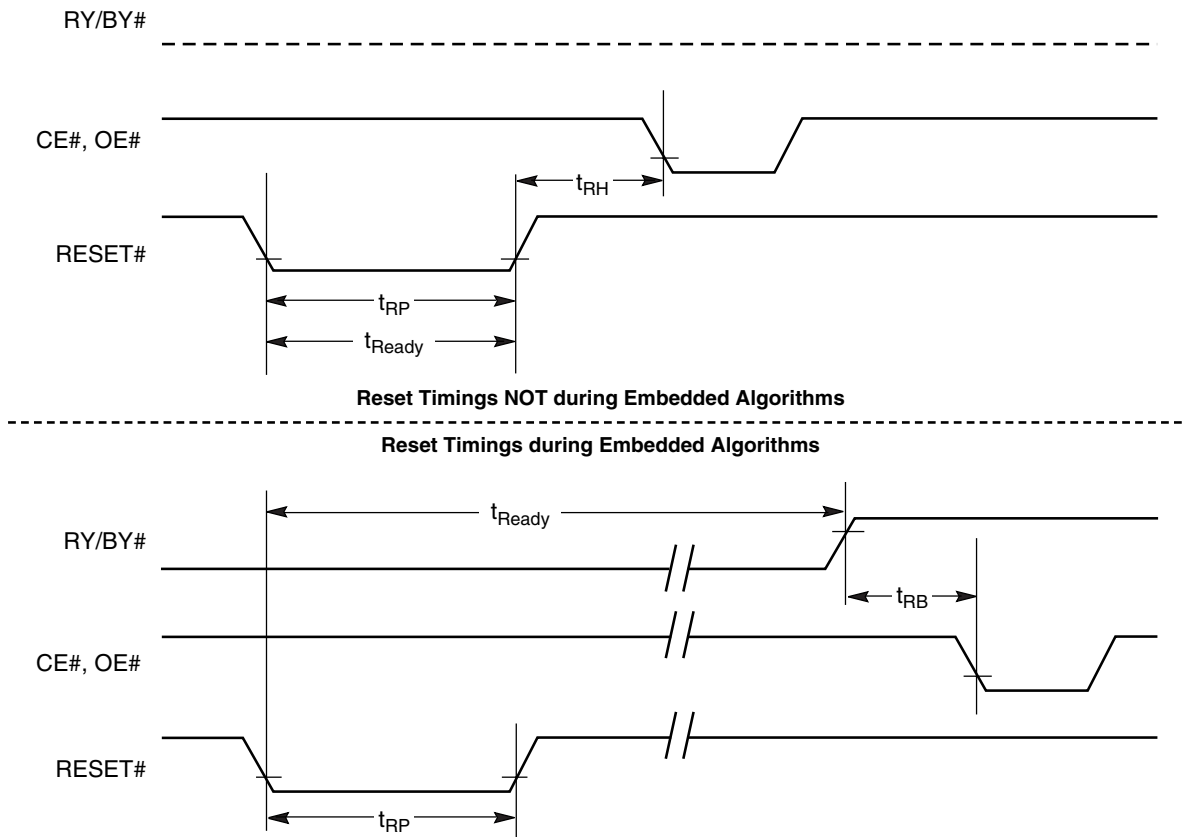 RY/BY#
CE#, OE#
tRH
RESET#
tRP
tReady
Reset Timings NOT during Embedded Algorithms
Reset Timings during Embedded Algorithms
tReady
RY/BY#
tRB
CE#, OE#
RESET#
tRP